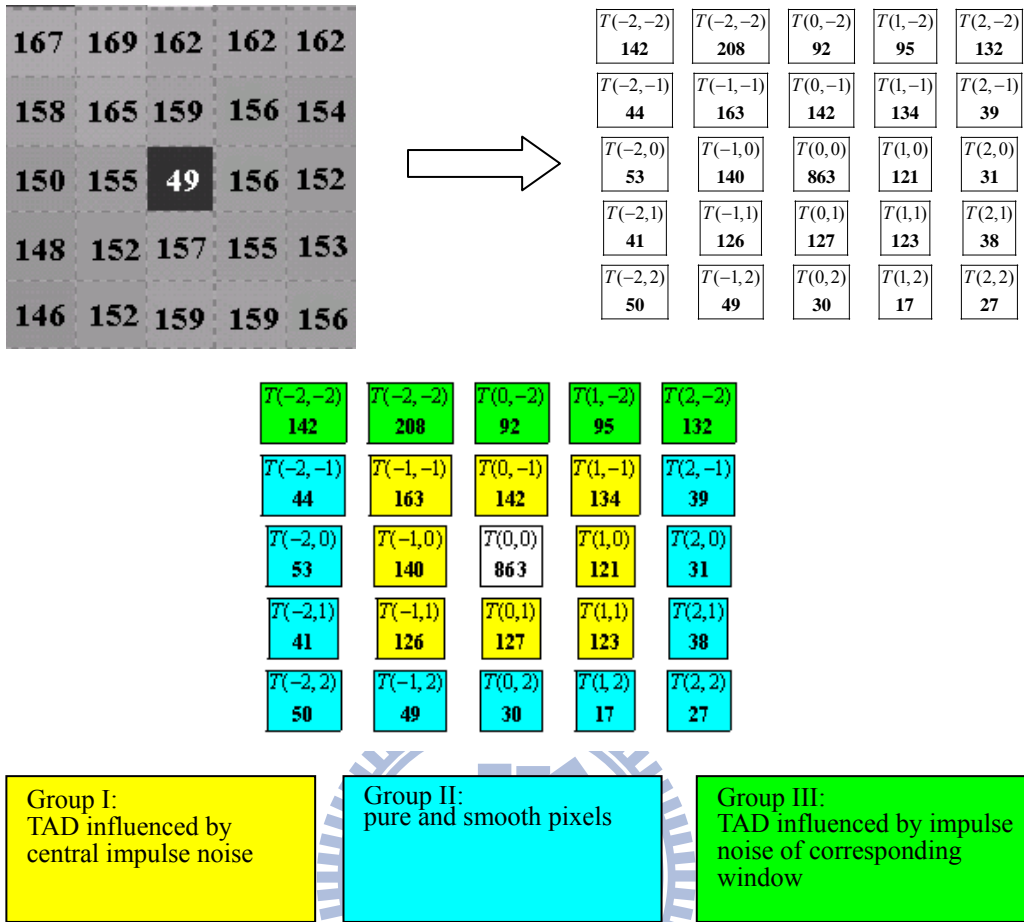 167 169 162 162 162
158 165 159 156 154
150 155 49 156 152
148 152 157 155 153
146 152 159 159 156
T(−2,−2) T(−2,−2) T(0,−2) T(1,−2) T(2,−2)
142 208 92 95 132
T(−2,−1) T(−1,−1) T(0,−1) T(1,−1) T(2,−1)
44 163 142 134 39
T(−2,0) T(−1,0) T(0,0) T(1,0) T(2,0)
53 140 863 121 31
T(−2,1) T(−1,1) T(0,1) T(1,1) T(2,1)
41 126 127 123 38
T(−2,2) T(−1,2) T(0,2) T(1,2) T(2,2)
50 49 30 17 27
T(−2,−2) T(−2,−2) T(0,−2) T(1,−2) T(2,−2)
142 208 92 95 132
T(−2,−1) T(−1,−1) T(0,−1) T(1,−1) T(2,−1)
44 163 142 134 39
T(−2,0) T(−1,0) T(0,0) T(1,0) T(2,0)
53 140 863 121 31
T(−2,1) T(−1,1) T(0,1) T(1,1) T(2,1)
41 126 127 123 38
T(−2,2) T(−1,2) T(0,2) T(1,2) T(2,2)
50 49 30 17 27
Group I:
TAD influenced by
central impulse noise
Group II:
pure and smooth pixels
Group III:
TAD influenced by impulse
noise of corresponding
window